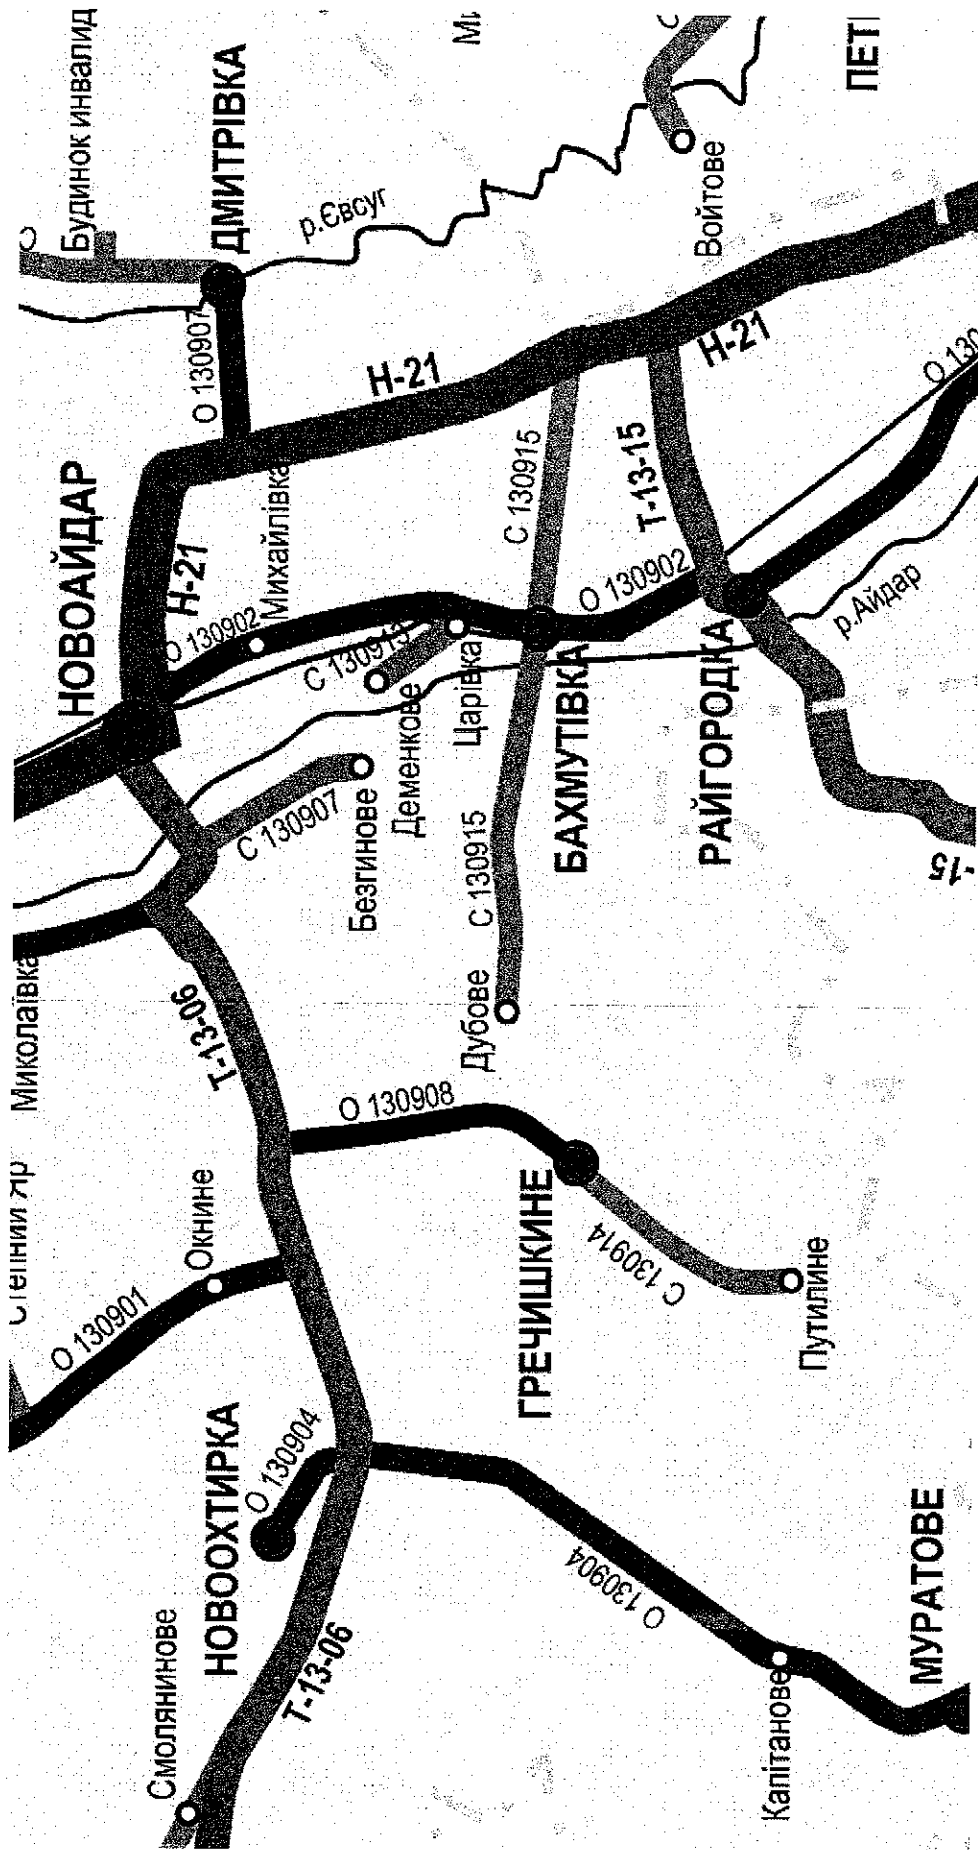 Смолянинове
НОВООХТИРКА
О 130904
Т-13-06
О 130904
Капітанове
МУРАТОВЕ
О 130901
Окнине
Миколаївка
Т-13-06
О 130908
ГРЕЧИШКИНЕ
С 130914
Путилине
Дубове
С 130915
С 130907
Безгинове
НОВОАЙДАР
Н-21
О 130902
Михайлівка
С 130913
Деменкове
Царівка
БАХМУТІВКА
О 130902
РАЙГОРОДКА
р.Айдар
-15
С 130915
Т-13-15
Н-21
Н-21
О 130
О 130907
ДМИТРІВКА
Будинок инвалид
р.Євсуг
Войтове
С
ПЕТ